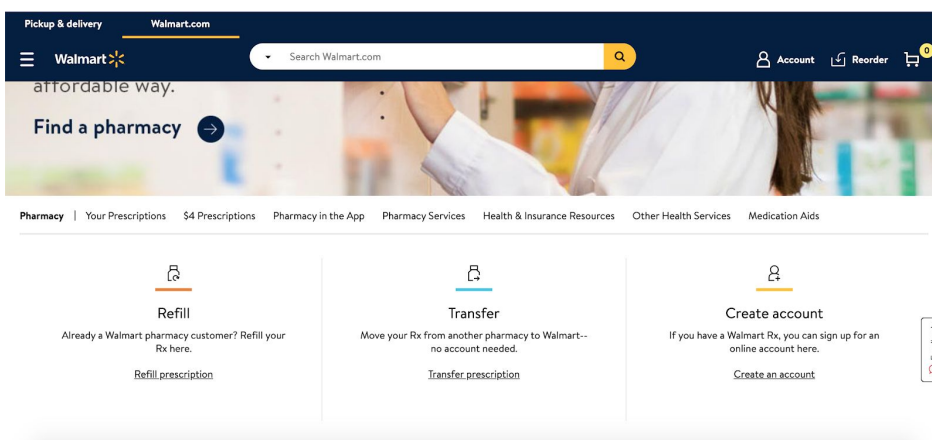 Pickup & delivery Walmart.com
Walmart
Search Walmart.com
Account Reorder 0
affordable way.
Find a pharmacy
Pharmacy | Your Prescriptions $4 Prescriptions Pharmacy in the App Pharmacy Services Health & Insurance Resources Other Health Services Medication Aids
Refill
Already a Walmart pharmacy customer? Refill your
Rx here.
Refill prescription
Transfer
Move your Rx from another pharmacy to Walmart--
no account needed.
Transfer prescription
Create account
If you have a Walmart Rx, you can sign up for an
online account here.
Create an account